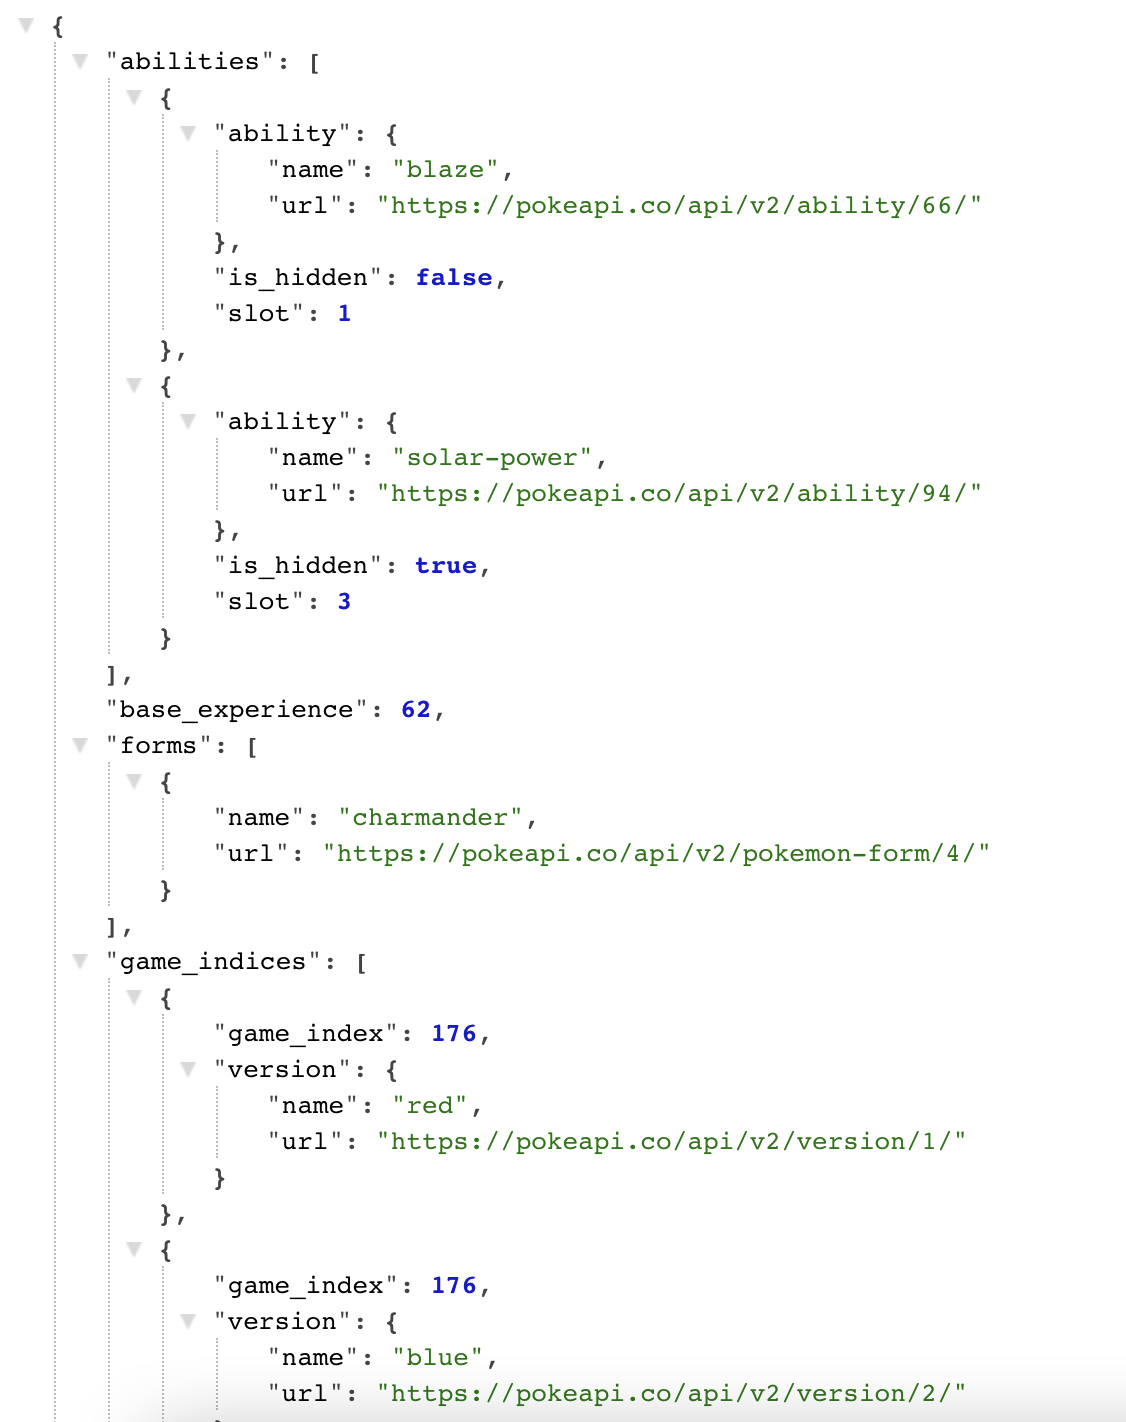 {
"abilities": [
{
"ability": {
"name": "blaze",
"url": "https://pokeapi.co/api/v2/ability/66/"
},
"is_hidden": false,
"slot": 1
},
{
"ability": {
"name": "solar-power",
"url": "https://pokeapi.co/api/v2/ability/94/"
},
"is_hidden": true,
"slot": 3
}
],
"base_experience": 62,
"forms": [
{
"name": "charmander",
"url": "https://pokeapi.co/api/v2/pokemon-form/4/"
}
],
"game_indices": [
{
"game_index": 176,
"version": {
"name": "red",
"url": "https://pokeapi.co/api/v2/version/1/"
}
},
{
"game_index": 176,
"version": {
"name": "blue",
"url": "https://pokeapi.co/api/v2/version/2/"